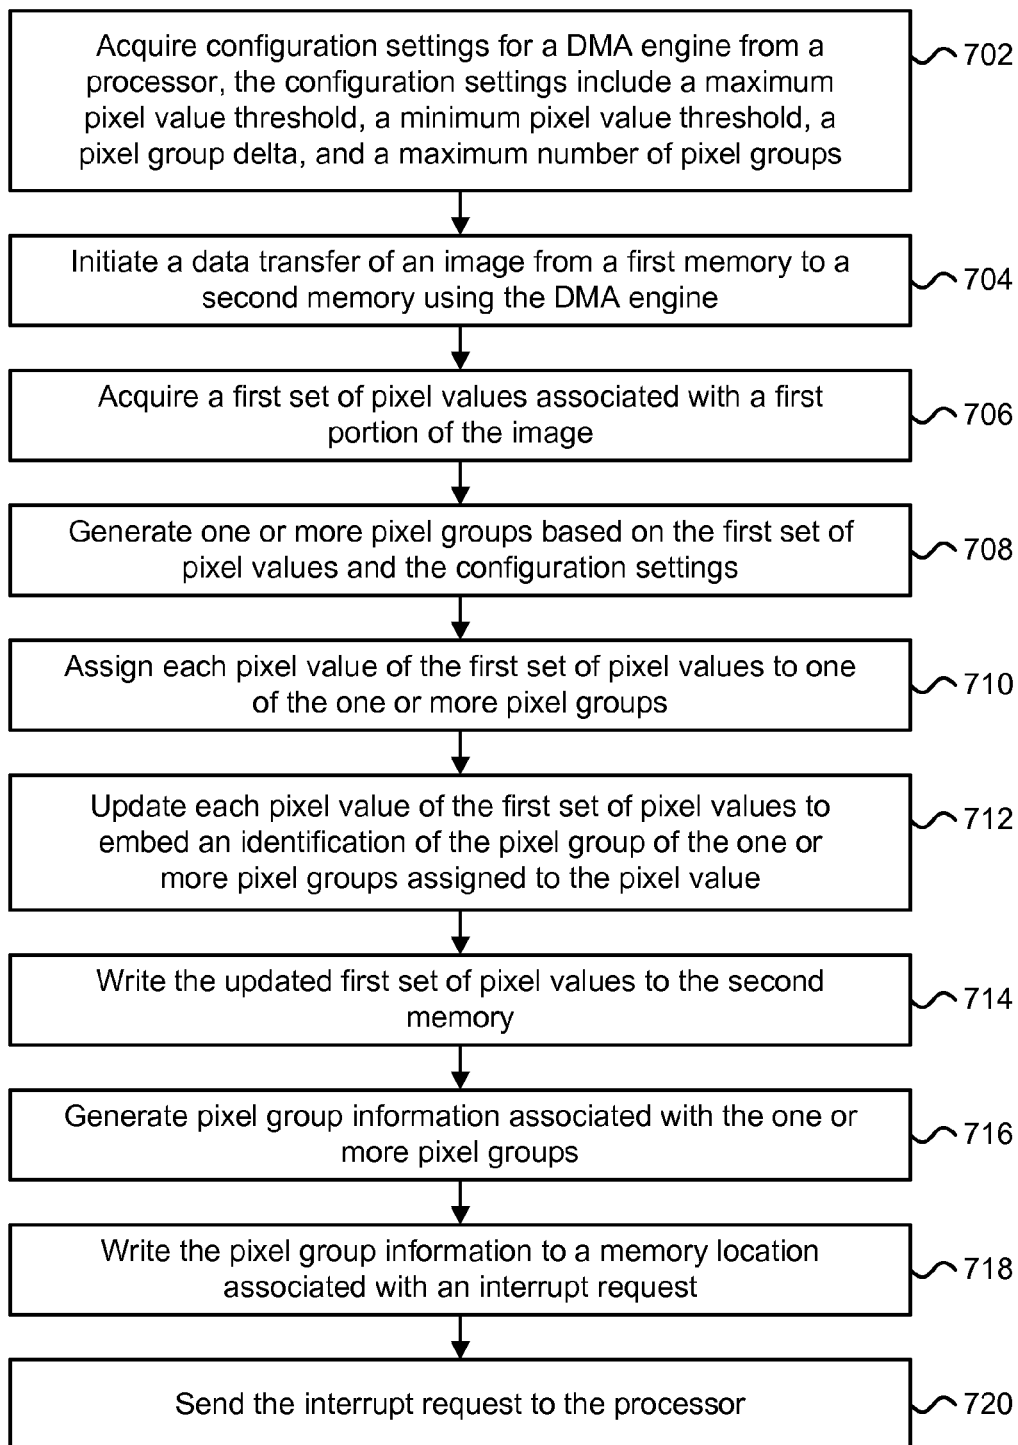 Acquire configuration settings for a DMA engine from a
processor, the configuration settings include a maximum
pixel value threshold, a minimum pixel value threshold, a
pixel group delta, and a maximum number of pixel groups
702
Initiate a data transfer of an image from a first memory to a
second memory using the DMA engine
704
Acquire a first set of pixel values associated with a first
portion of the image
706
Generate one or more pixel groups based on the first set of
pixel values and the configuration settings
708
Assign each pixel value of the first set of pixel values to one
of the one or more pixel groups
710
Update each pixel value of the first set of pixel values to
embed an identification of the pixel group of the one or
more pixel groups assigned to the pixel value
712
Write the updated first set of pixel values to the second
memory
714
Generate pixel group information associated with the one or
more pixel groups
716
Write the pixel group information to a memory location
associated with an interrupt request
718
Send the interrupt request to the processor
720